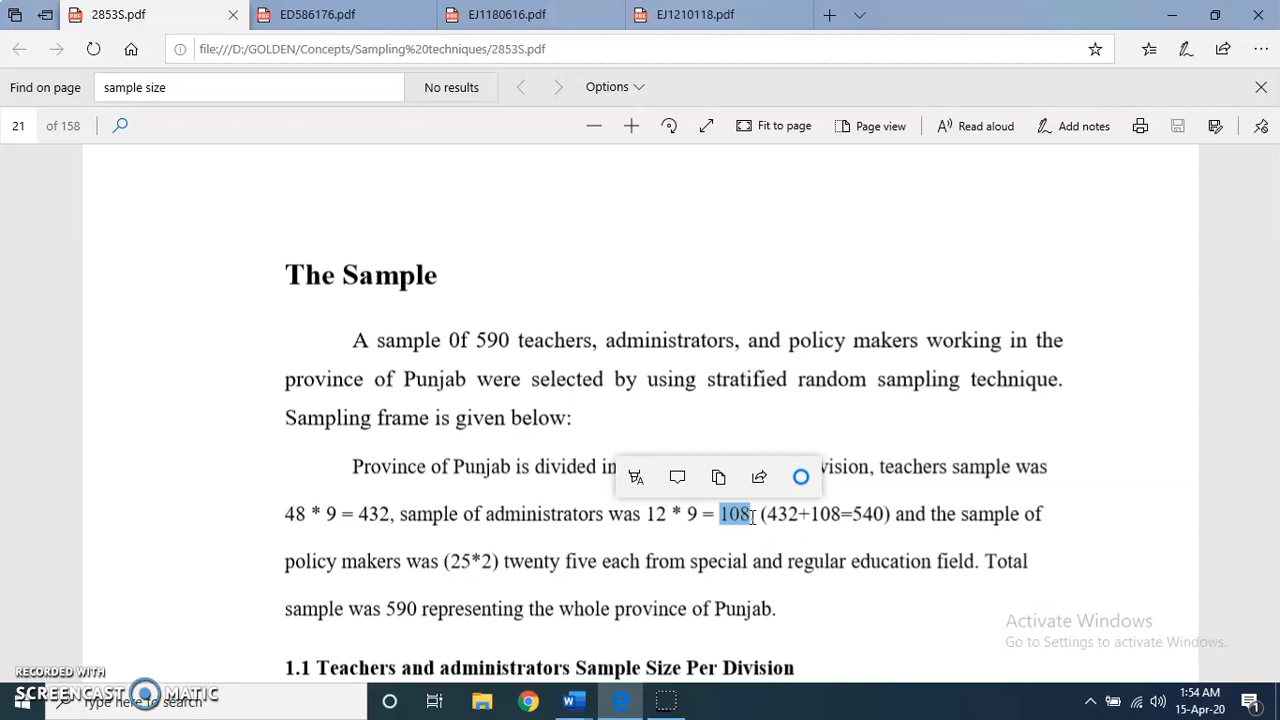 2853S.pdf
ED586176.pdf
EJ1180616.pdf
EJ1210118.pdf
file:///D:/GOLDEN/Concepts/Sampling%20techniques/2853S.pdf
Find on page
sample size
No results
Options
21 of 158
Fit to page
Page view
Read aloud
Add notes
The Sample
A sample 0f 590 teachers, administrators, and policy makers working in the
province of Punjab were selected by using stratified random sampling technique.
Sampling frame is given below:
Province of Punjab is divided in vision, teachers sample was
48 * 9 = 432, sample of administrators was 12 * 9 = 108 (432+108=540) and the sample of
policy makers was (25*2) twenty five each from special and regular education field. Total
sample was 590 representing the whole province of Punjab.
1.1 Teachers and administrators Sample Size Per Division
Activate Windows
Go to Settings to activate Windows.
RECORDED WITH
SCREENCAST MATIC
Type here to search
1:54 AM
15-Apr-20
1